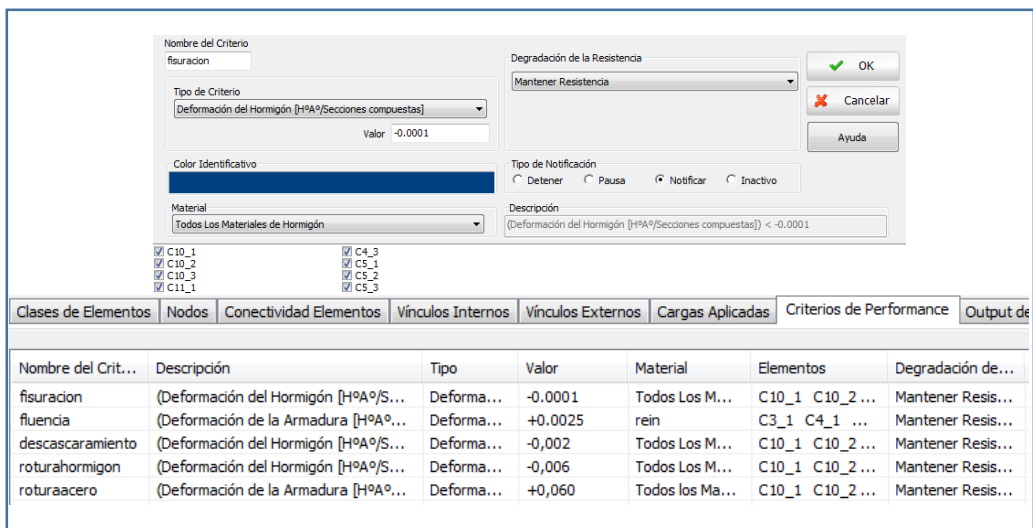 Nombre del Criterio
fisuracion
Tipo de Criterio
Deformación del Hormigón [HºAº/Secciones compuestas]
Valor -0.0001
Color Identificativo
Material
Todos Los Materiales de Hormigón
Degradación de la Resistencia
Mantener Resistencia
Tipo de Notificación
Detener Pausa Notificar Inactivo
Descripción
(Deformación del Hormigón [HºAº/Secciones compuestas]) < -0.0001
OK
Cancelar
Ayuda
C10_1 C4_3
C10_2 C5_1
C10_3 C5_2
C11_1 C5_3
Clases de Elementos Nodos Conectividad Elementos Vínculos Internos Vínculos Externos Cargas Aplicadas Criterios de Performance Output de
Nombre del Crit... Descripción Tipo Valor Material Elementos Degradación de...
fisuracion (Deformación del Hormigón [HºAº/S... Deforma... -0.0001 Todos Los M... C10_1 C10_2 ... Mantener Resis...
fluencia (Deformación de la Armadura [HºAº... Deforma... +0.0025 rein C3_1 C4_1 ... Mantener Resis...
descascaramiento (Deformación del Hormigón [HºAº/S... Deforma... -0,002 Todos Los M... C10_1 C10_2 ... Mantener Resis...
roturahormigon (Deformación del Hormigón [HºAº/S... Deforma... -0,006 Todos Los M... C10_1 C10_2 ... Mantener Resis...
roturaacero (Deformación de la Armadura [HºAº... Deforma... +0,060 Todos los Ma... C10_1 C10_2 ... Mantener Resis...